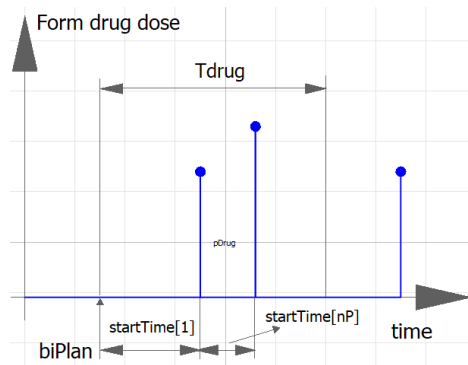 Form drug dose
Tdrug
pDrug
startTime[1]
startTime[nP]
time
biPlan